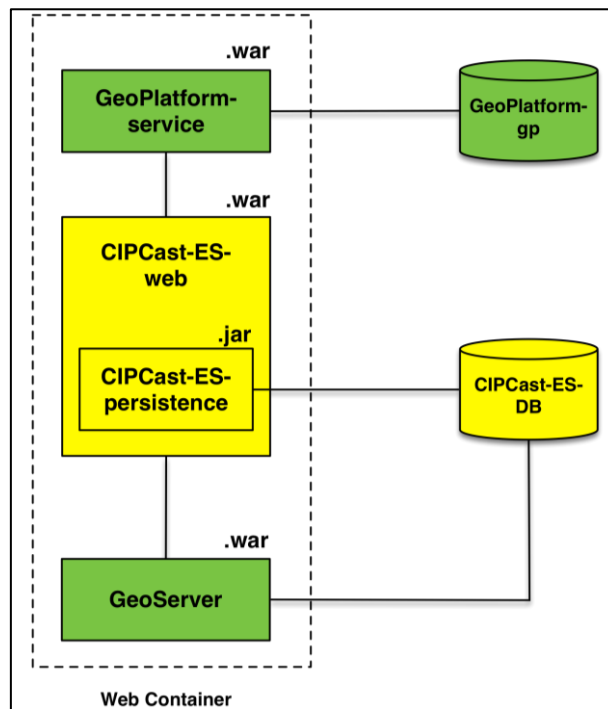 .war
GeoPlatform-
service
GeoPlatform-
gp
.war
CIPCast-ES-
web
.jar
CIPCast-ES-
persistence
CIPCast-ES-
DB
.war
GeoServer
Web Container